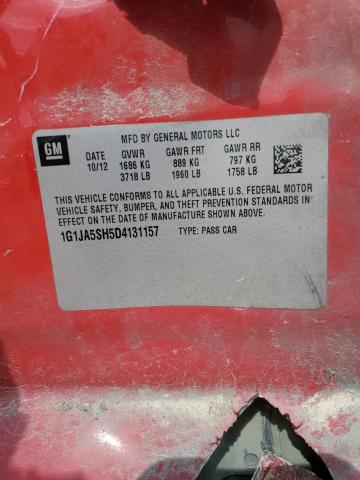 GM
MFD BY GENERAL MOTORS LLC
DATE GVWR GAWR FRT GAWR RR
10/12 1686 KG 889 KG 797 KG
3718 LB 1960 LB 1758 LB
THIS VEHICLE CONFORMS TO ALL APPLICABLE U.S. FEDERAL MOTOR
VEHICLE SAFETY, BUMPER, AND THEFT PREVENTION STANDARDS IN
EFFECT ON THE DATE OF MANUFACTURE SHOWN ABOVE.
1G1JA5SH5D4131157 TYPE: PASS CAR